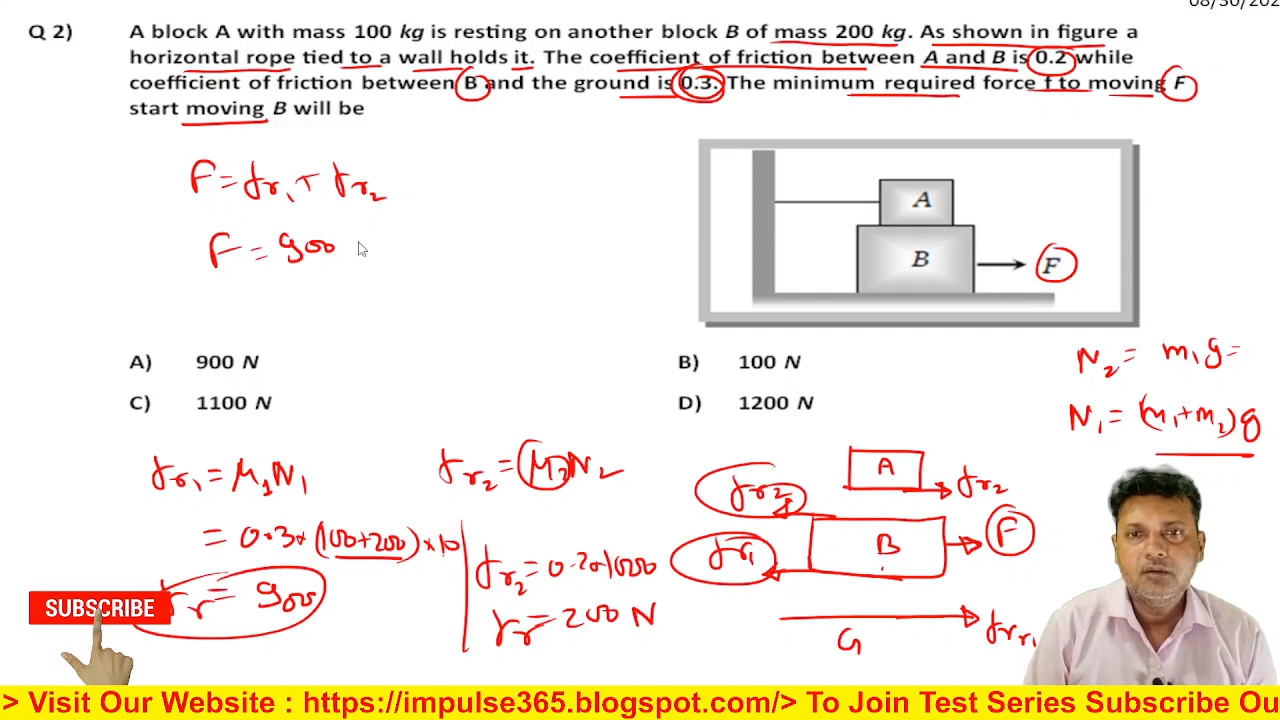 08/30/202
Q 2) A block A with mass 100 kg is resting on another block B of mass 200 kg. As shown in figure a
horizontal rope tied to a wall holds it. The coefficient of friction between A and B is 0.2 while
coefficient of friction between B and the ground is 0.3. The minimum required force f to moving F
start moving B will be
F = fr₁ + fr₂
F = 900
A
B
F
A) 900 N
B) 100 N
C) 1100 N
D) 1200 N
N₂ = m₁g =
N₁ = (m₁+m₂)g
fr₁ = μ₁N₁
= 0.3×(100+200)×10
fr = 900
fr₂ = μ₂N₂
fr₂ = 0.2×1000
fr = 200 N
A
fr₂
fr₂
B
F
fr₁
G
fr₁
SUBSCRIBE
> Visit Our Website : https://impulse365.blogspot.com/> To Join Test Series Subscribe Ou